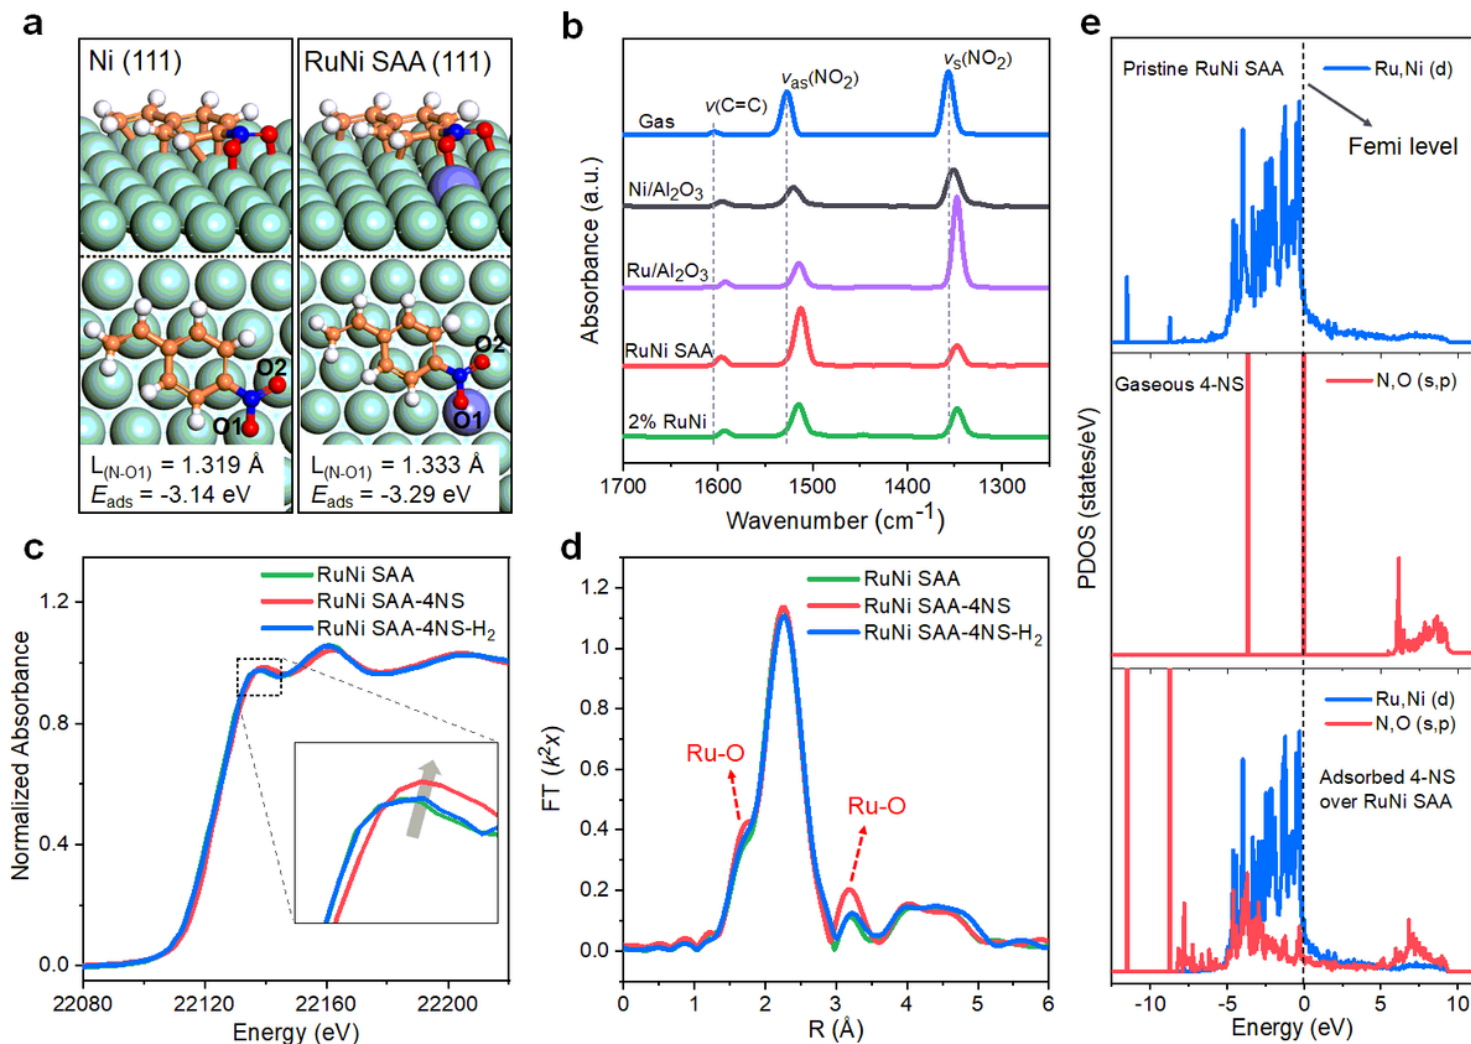 a
Ni (111)
RuNi SAA (111)
O2
O1
O2
O1
L(N-O1) = 1.319 Å
Eads = -3.14 eV
L(N-O1) = 1.333 Å
Eads = -3.29 eV
b
Absorbance (a.u.)
ν(C=C)
νas(NO2)
νs(NO2)
Gas
Ni/Al2O3
Ru/Al2O3
RuNi SAA
2% RuNi
1700 1600 1500 1400 1300
Wavenumber (cm-1)
c
Normalized Absorbance
RuNi SAA
RuNi SAA-4NS
RuNi SAA-4NS-H2
1.2
0.8
0.4
0.0
22080 22120 22160 22200
Energy (eV)
d
FT (k2x)
RuNi SAA
RuNi SAA-4NS
RuNi SAA-4NS-H2
Ru-O
Ru-O
1.2
1.0
0.8
0.6
0.4
0.2
0.0
0 1 2 3 4 5 6
R (Å)
e
PDOS (states/eV)
Pristine RuNi SAA
Ru,Ni (d)
Femi level
Gaseous 4-NS
N,O (s,p)
Ru,Ni (d)
N,O (s,p)
Adsorbed 4-NS
over RuNi SAA
-10 -5 0 5 10
Energy (eV)